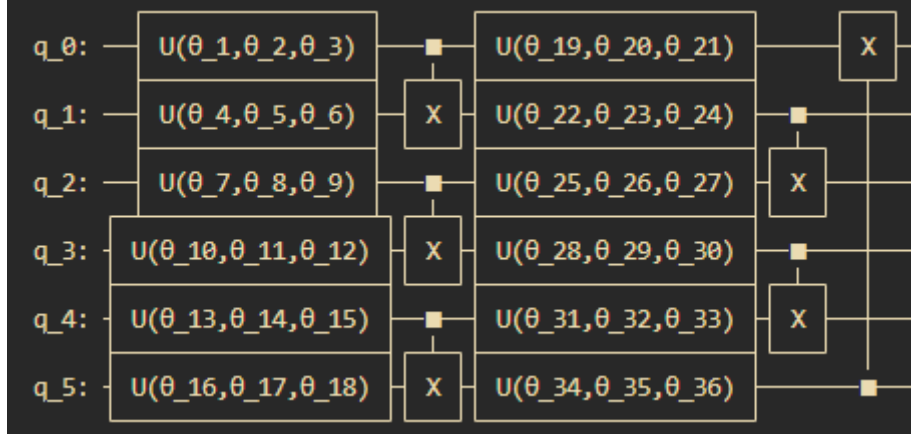 q_0: U(θ_1,θ_2,θ_3) U(θ_19,θ_20,θ_21) X
q_1: U(θ_4,θ_5,θ_6) X U(θ_22,θ_23,θ_24)
q_2: U(θ_7,θ_8,θ_9) U(θ_25,θ_26,θ_27) X
q_3: U(θ_10,θ_11,θ_12) X U(θ_28,θ_29,θ_30)
q_4: U(θ_13,θ_14,θ_15) U(θ_31,θ_32,θ_33) X
q_5: U(θ_16,θ_17,θ_18) X U(θ_34,θ_35,θ_36)